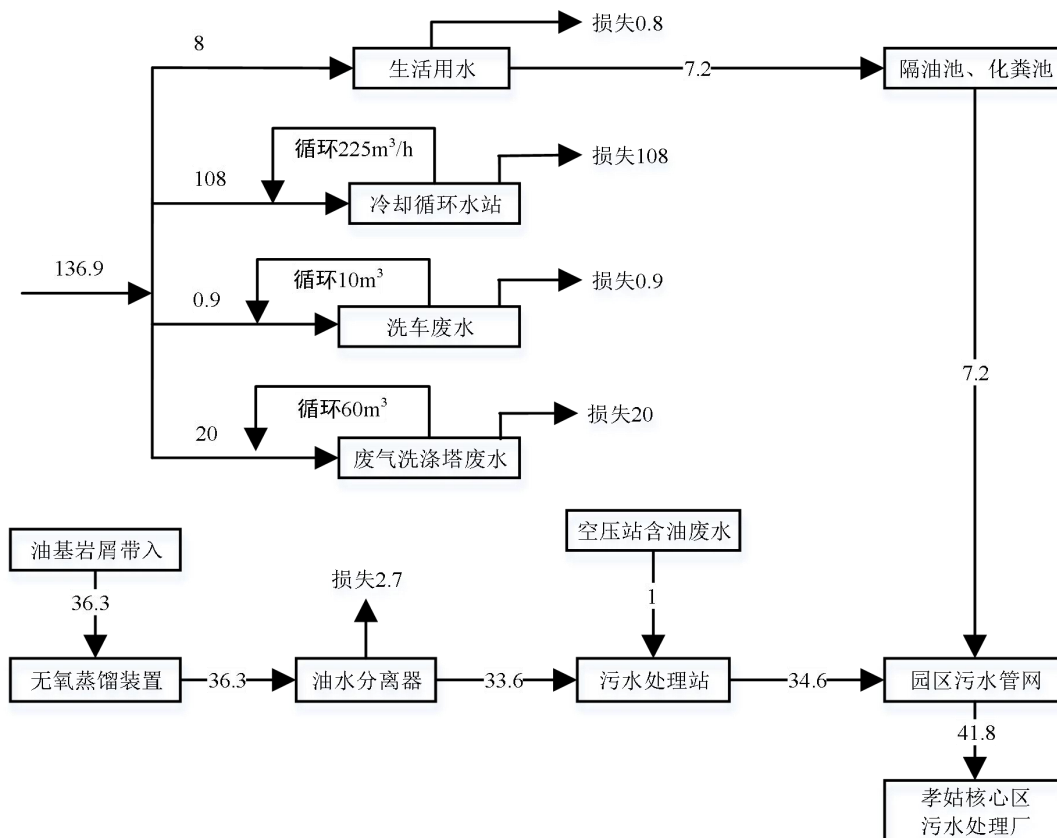 损失0.8
8
生活用水
7.2
隔油池、化粪池
循环225m³/h
损失108
108
冷却循环水站
136.9
循环10m³
损失0.9
0.9
洗车废水
7.2
循环60m³
损失20
20
废气洗涤塔废水
油基岩屑带入
空压站含油废水
损失2.7
36.3
1
无氧蒸馏装置
36.3
油水分离器
33.6
污水处理站
34.6
园区污水管网
41.8
孝姑核心区
污水处理厂